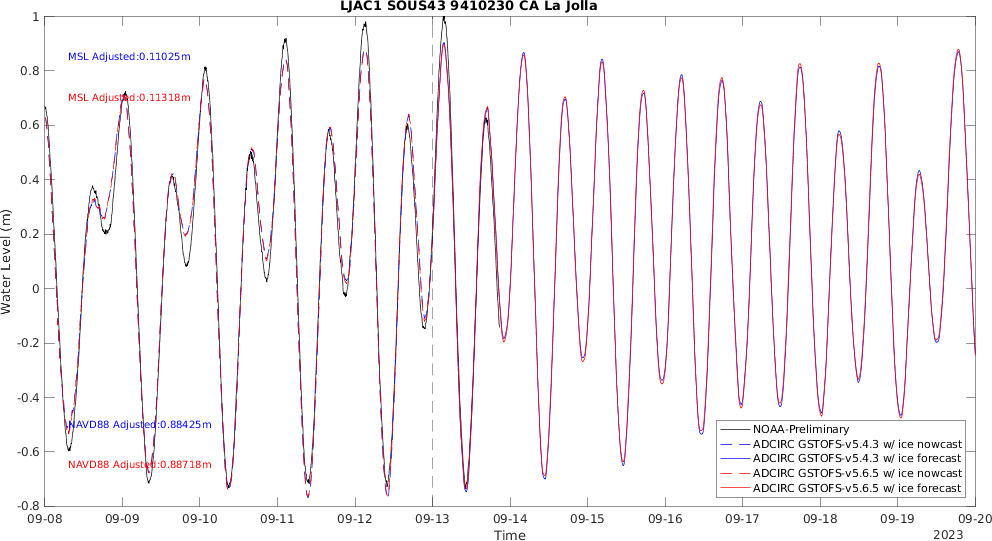 LJAC1 SOUS43 9410230 CA La Jolla
1
0.8
0.6
0.4
0.2
0
-0.2
-0.4
-0.6
-0.8
Water Level (m)
MSL Adjusted:0.11025m
MSL Adjusted:0.11318m
NAVD88 Adjusted:0.88425m
NAVD88 Adjusted:0.88718m
NOAA-Preliminary
ADCIRC GSTOFS-v5.4.3 w/ ice nowcast
ADCIRC GSTOFS-v5.4.3 w/ ice forecast
ADCIRC GSTOFS-v5.6.5 w/ ice nowcast
ADCIRC GSTOFS-v5.6.5 w/ ice forecast
09-08 09-09 09-10 09-11 09-12 09-13 09-14 09-15 09-16 09-17 09-18 09-19 09-20
Time
2023